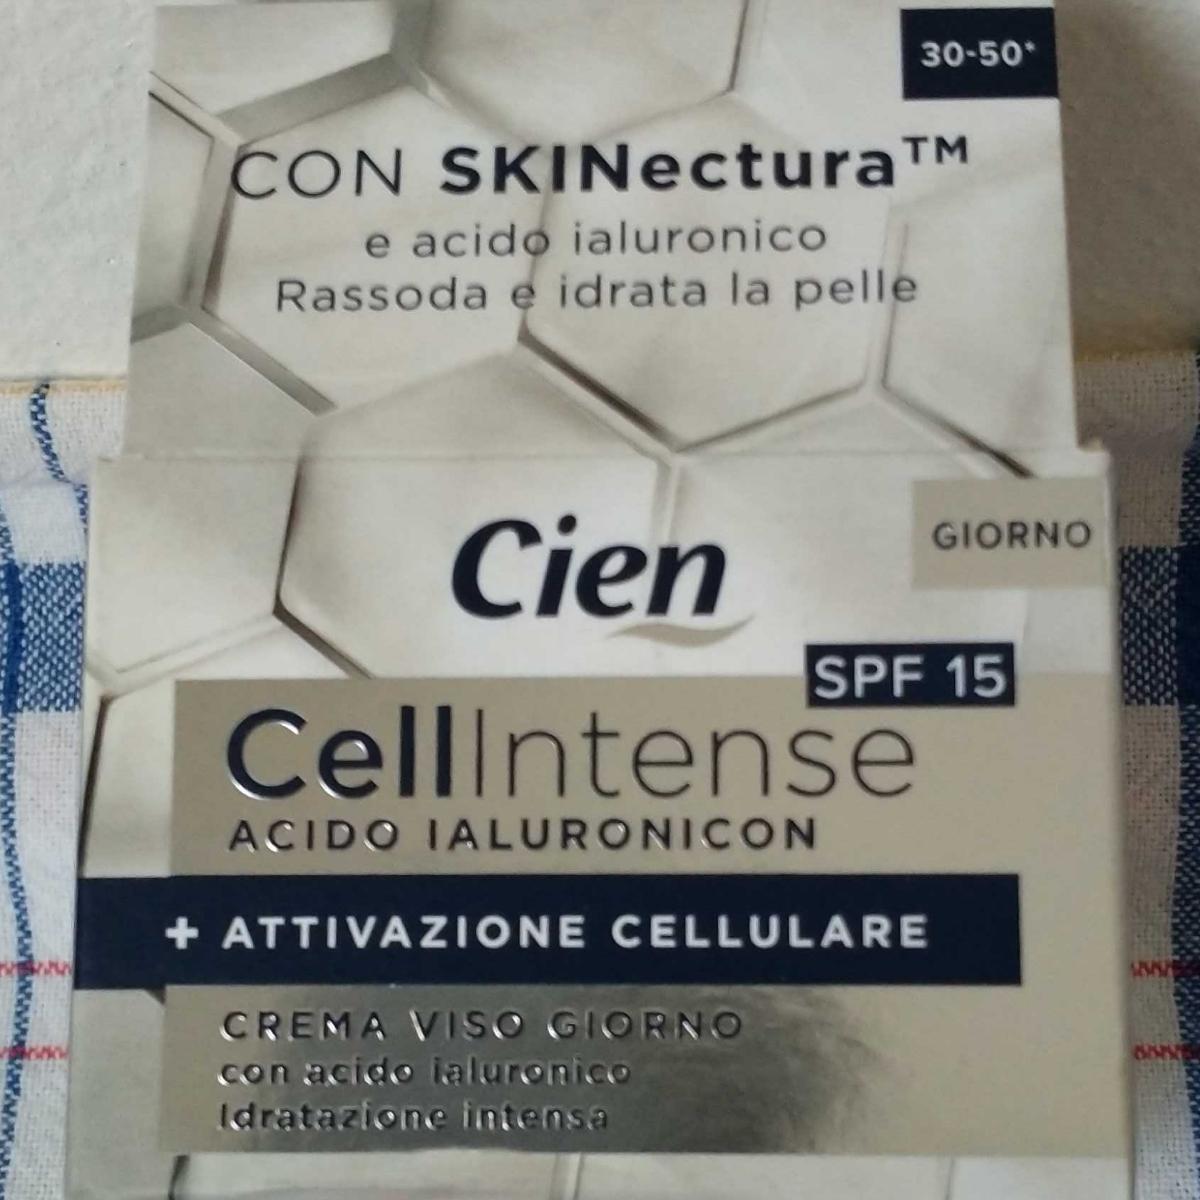 30-50*
CON SKINectura™
e acido ialuronico
Rassoda e idrata la pelle
Cien
GIORNO
SPF 15
CellIntense
ACIDO IALURONICON
+ ATTIVAZIONE CELLULARE
CREMA VISO GIORNO
con acido ialuronico
Idratazione intensa